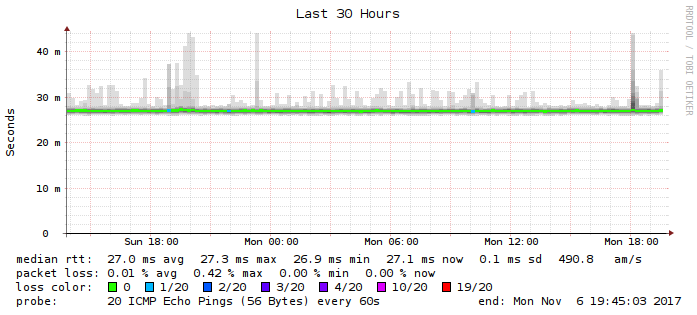 Last 30 Hours
RRDTOOL / TOBI OETIKER
Seconds
40 m
30 m
20 m
10 m
0
Sun 18:00 Mon 00:00 Mon 06:00 Mon 12:00 Mon 18:00
median rtt: 27.0 ms avg 27.3 ms max 26.9 ms min 27.1 ms now 0.1 ms sd 490.8 am/s
packet loss: 0.01 % avg 0.42 % max 0.00 % min 0.00 % now
loss color: 0 1/20 2/20 3/20 4/20 10/20 19/20
probe: 20 ICMP Echo Pings (56 Bytes) every 60s end: Mon Nov 6 19:45:03 2017